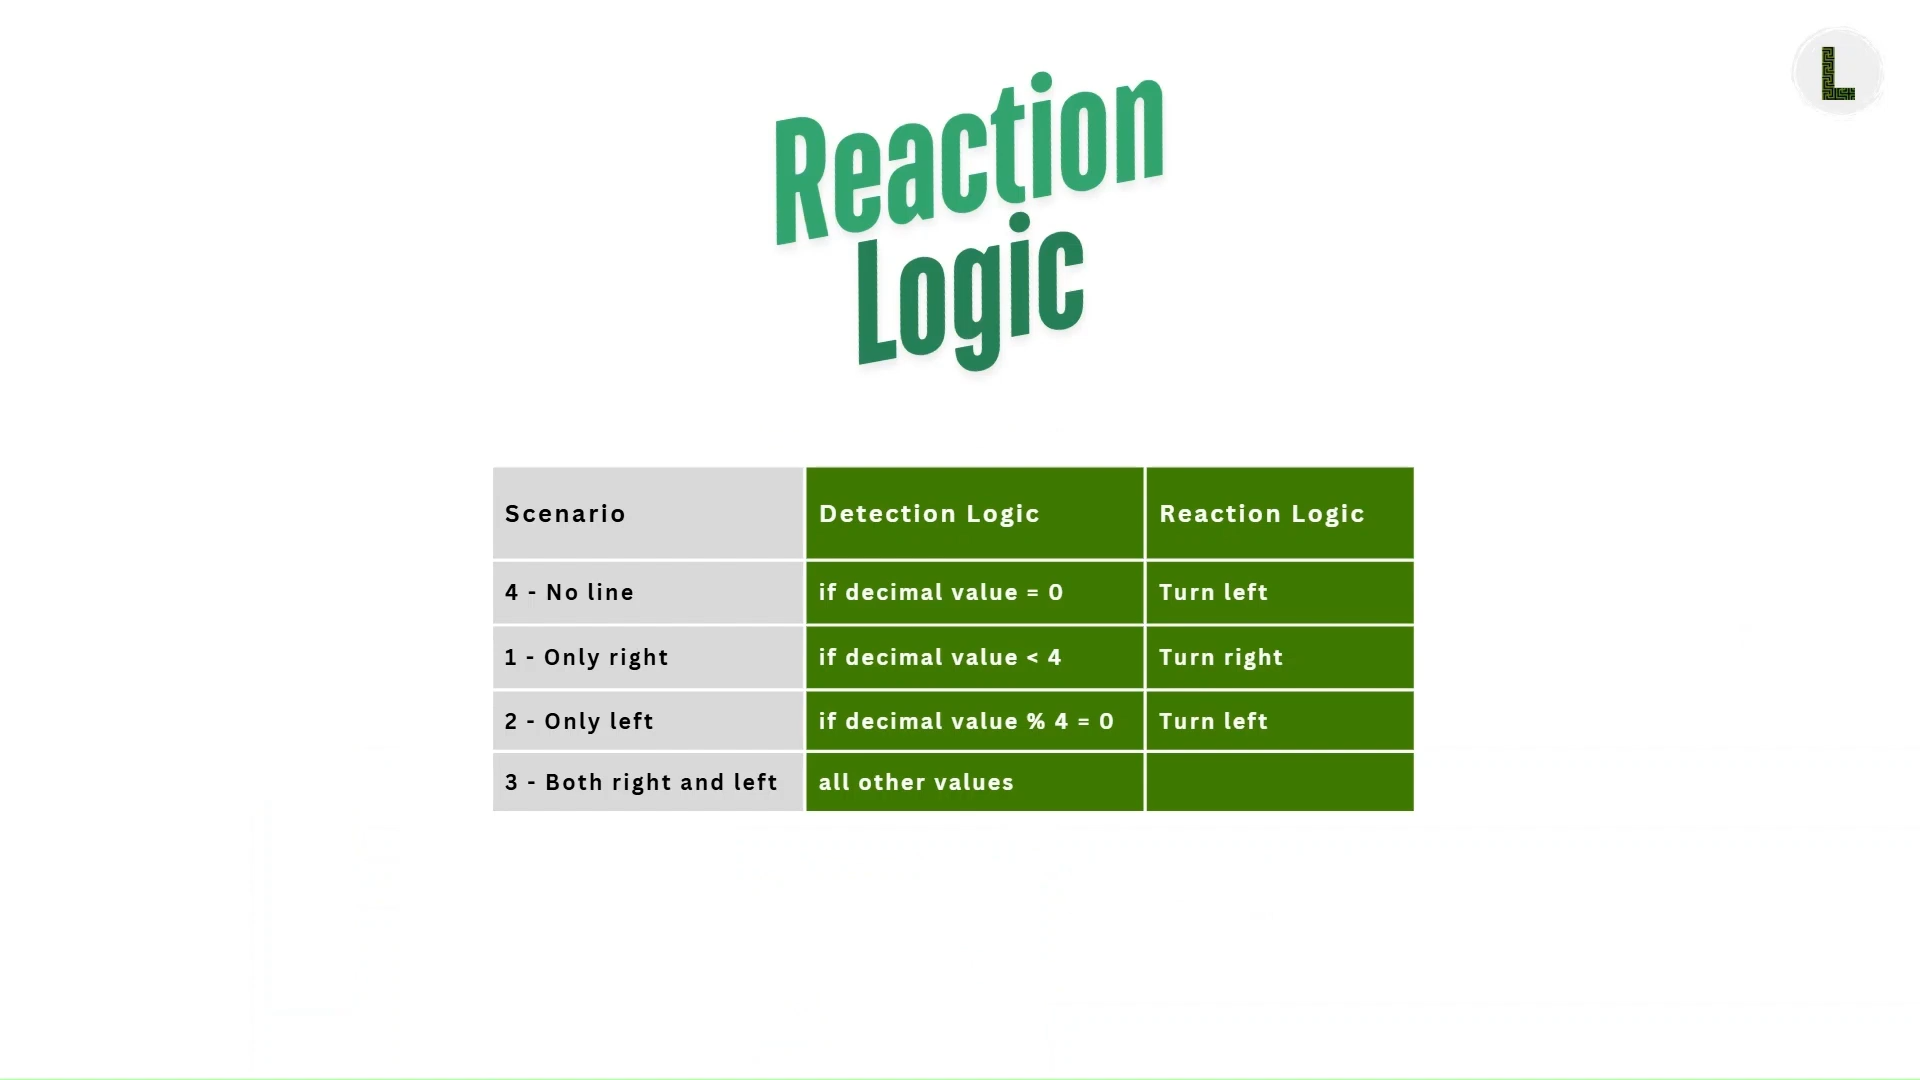 Reaction
Logic
L
Scenario Detection Logic Reaction Logic
4 - No line if decimal value = 0 Turn left
1 - Only right if decimal value < 4 Turn right
2 - Only left if decimal value % 4 = 0 Turn left
3 - Both right and left all other values